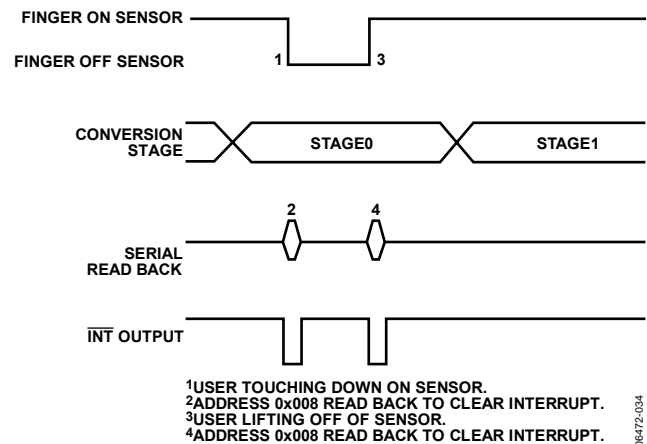 FINGER ON SENSOR
FINGER OFF SENSOR
1
3
CONVERSION
STAGE
STAGE0
STAGE1
2
4
SERIAL
READ BACK
INT OUTPUT
1USER TOUCHING DOWN ON SENSOR.
2ADDRESS 0x008 READ BACK TO CLEAR INTERRUPT.
3USER LIFTING OFF OF SENSOR.
4ADDRESS 0x008 READ BACK TO CLEAR INTERRUPT.
06472-034